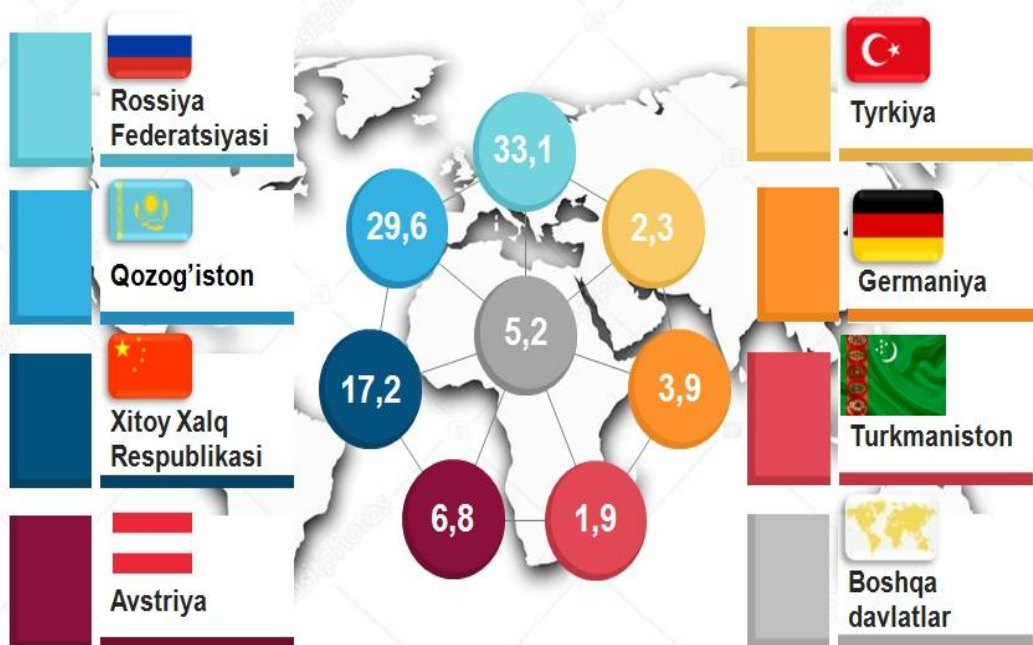 Rossiya
Federatsiyasi
Qozog'iston
Xitoy Xalq
Respublikasi
Avstriya
33,1
29,6
2,3
5,2
17,2
3,9
6,8
1,9
Tyrkiya
Germaniya
Turkmaniston
Boshqa
davlatlar